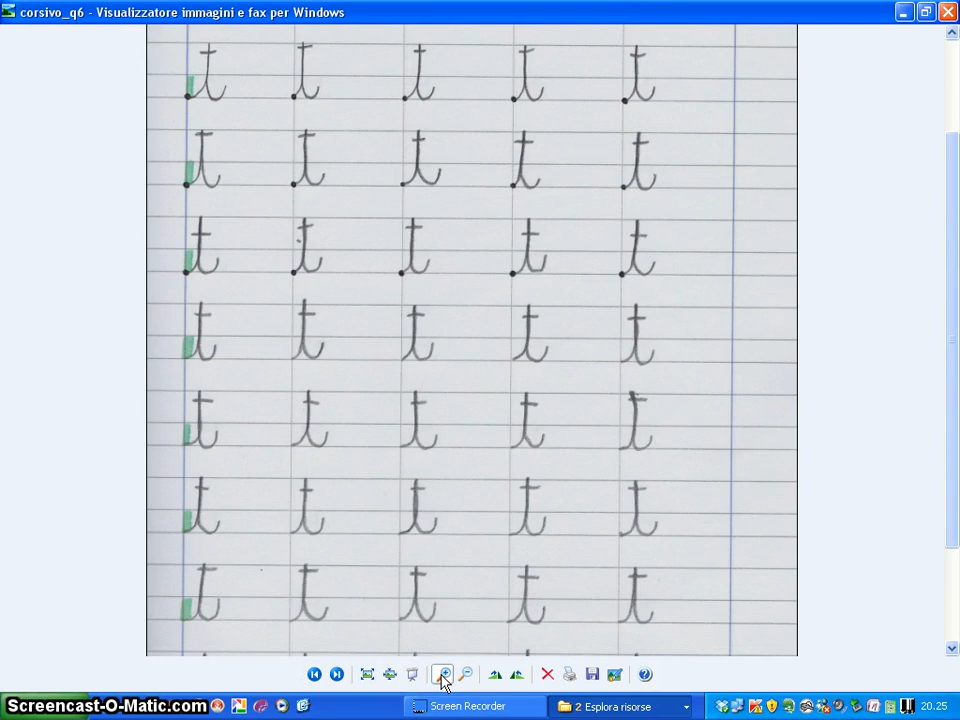 corsivo_q6 - Visualizzatore immagini e fax per Windows
t t t t t
t t t t t
t t t t t
t t t t t
t t t t t
t t t t t
t t t t t
Screencast-O-Matic.com
Screen Recorder
2 Esplora risorse
20.25